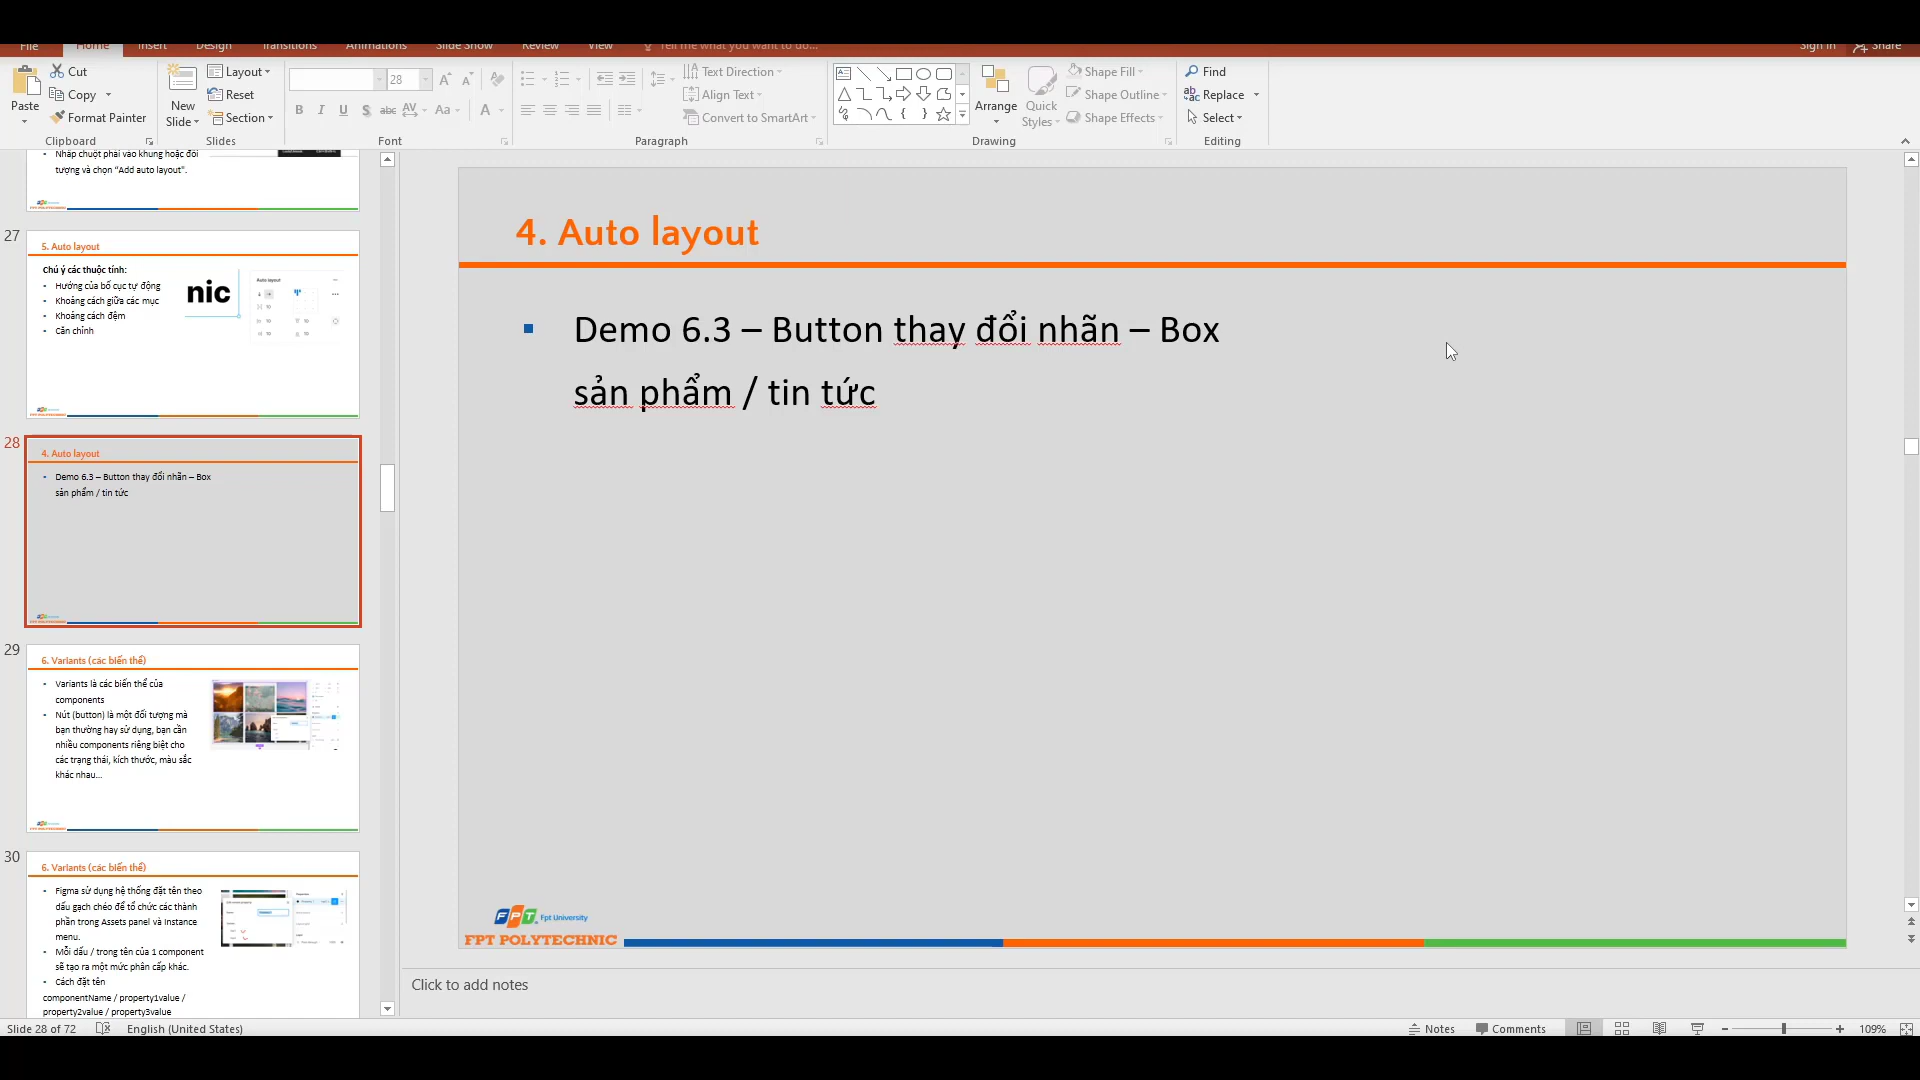 File Home Insert Design Transitions Animations Slide Show Review View Tell me what you want to do... Sign in Share
Paste
Cut
Copy
Format Painter
Clipboard
New Slide
Layout
Reset
Section
Slides
28
B I U S abc AV Aa A
Font
Text Direction
Align Text
Convert to SmartArt
Paragraph
Arrange
Quick Styles
Shape Fill
Shape Outline
Shape Effects
Drawing
Find
Replace
Select
Editing
Nhấp chuột phải vào khung hoặc đối
tượng và chọn “Add auto layout”.
27
5. Auto layout
Chú ý các thuộc tính:
Hướng của bố cục tự động
Khoảng cách giữa các mục
Khoảng cách đệm
Căn chỉnh
nic
Auto layout
28
4. Auto layout
Demo 6.3 – Button thay đổi nhãn – Box
sản phẩm / tin tức
29
6. Variants (các biến thể)
Variants là các biến thể của
components
Nút (button) là một đối tượng mà
bạn thường hay sử dụng, bạn cần
nhiều components riêng biệt cho
các trạng thái, kích thước, màu sắc
khác nhau...
30
6. Variants (các biến thể)
Figma sử dụng hệ thống đặt tên theo
dấu gạch chéo để tổ chức các thành
phần trong Assets panel và Instance
menu.
Mỗi dấu / trong tên của 1 component
sẽ tạo ra một mức phân cấp khác.
Cách đặt tên
componentName / property1value /
property2value / property3value
4. Auto layout
Demo 6.3 – Button thay đổi nhãn – Box
sản phẩm / tin tức
FPT Fpt University
FPT POLYTECHNIC
Click to add notes
Slide 28 of 72 English (United States) Notes Comments 109%